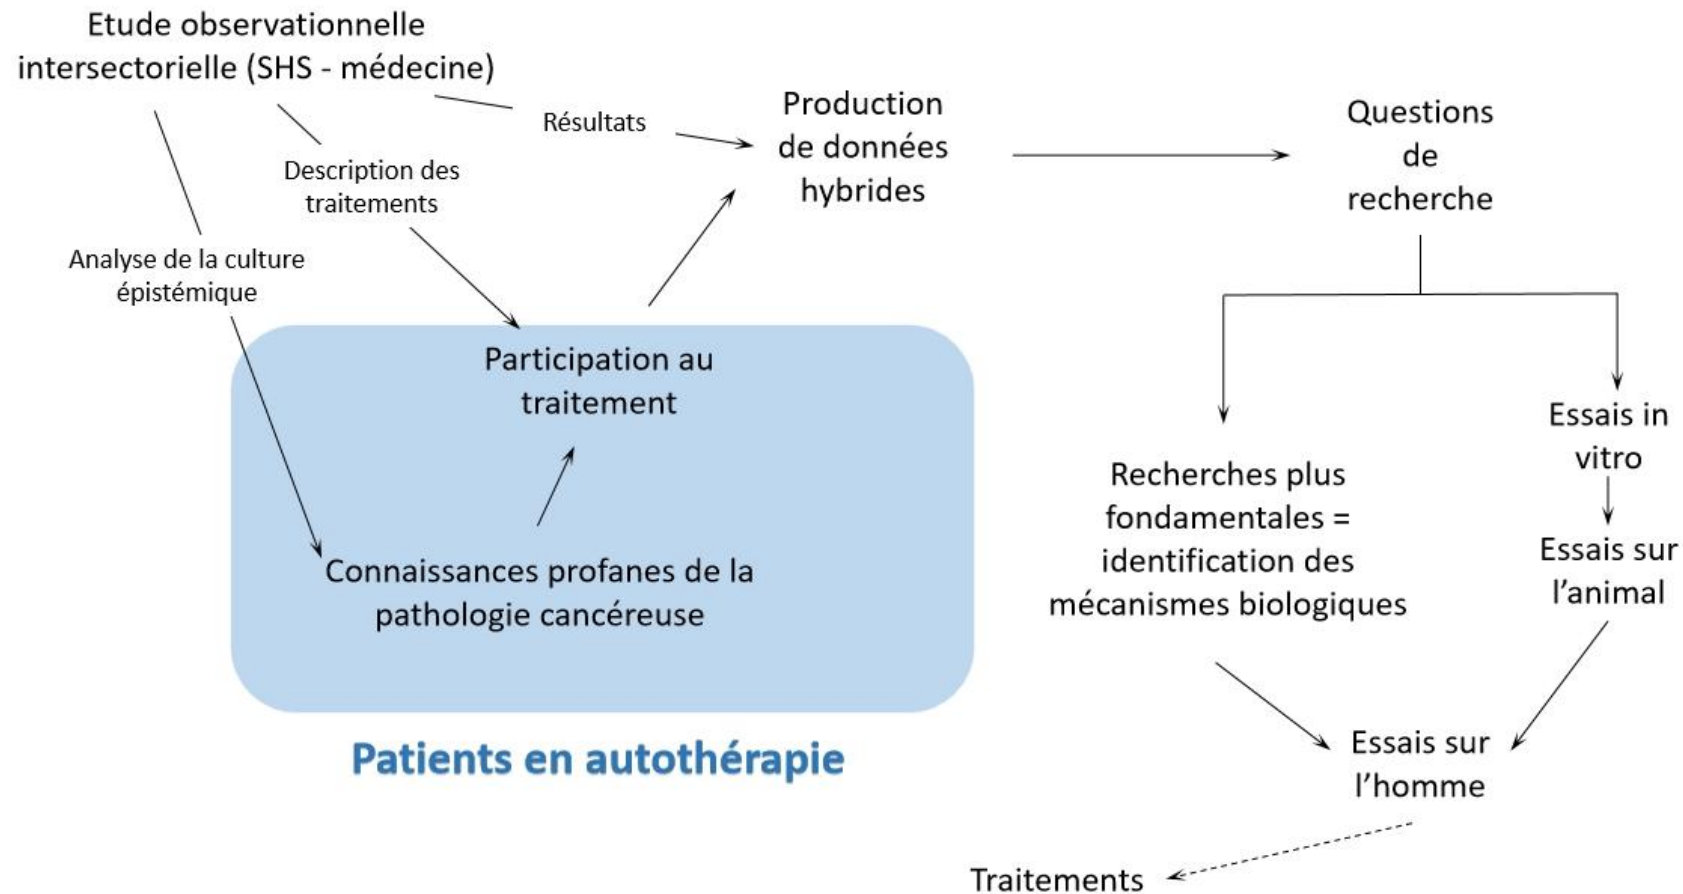 Etude observationnelle
intersectorielle (SHS - médecine)
Résultats
Production
de données
hybrides
Questions
de
recherche
Description des
traitements
Analyse de la culture
épistémique
Participation au
traitement
Connaissances profanes de la
pathologie cancéreuse
Patients en autothérapie
Recherches plus
fondamentales =
identification des
mécanismes biologiques
Essais in
vitro
Essais sur
l'animal
Essais sur
l'homme
Traitements